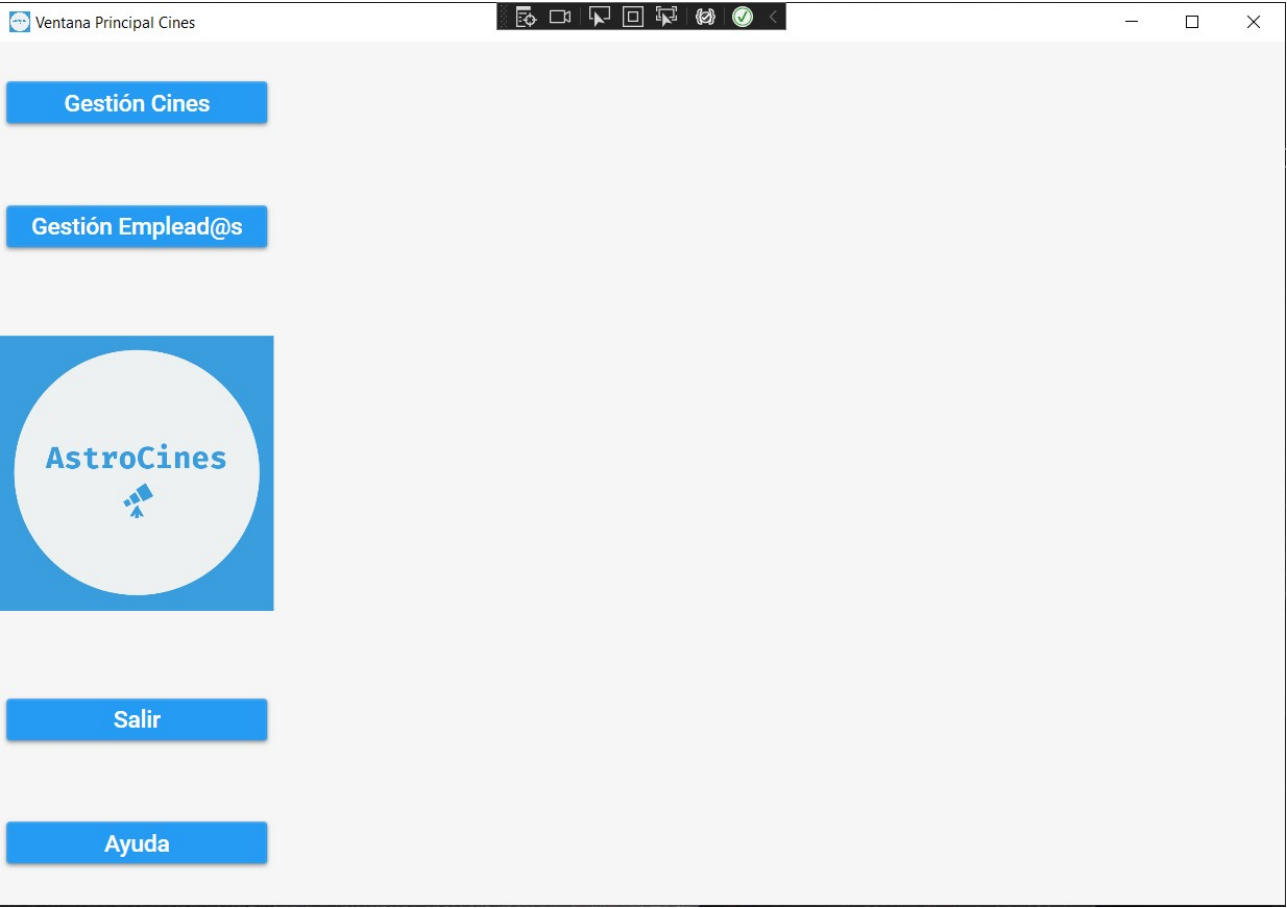 Ventana Principal Cines
Gestión Cines
Gestión Emplead@s
AstroCines
Salir
Ayuda